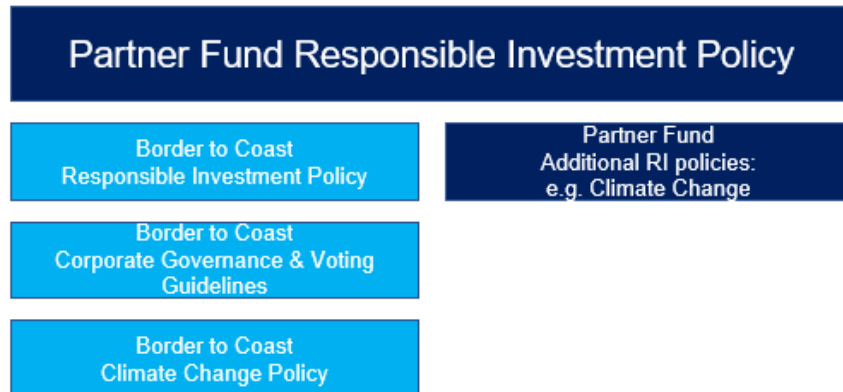 Partner Fund Responsible Investment Policy
Border to Coast
Responsible Investment Policy
Partner Fund
Additional RI policies:
e.g. Climate Change
Border to Coast
Corporate Governance & Voting
Guidelines
Border to Coast
Climate Change Policy